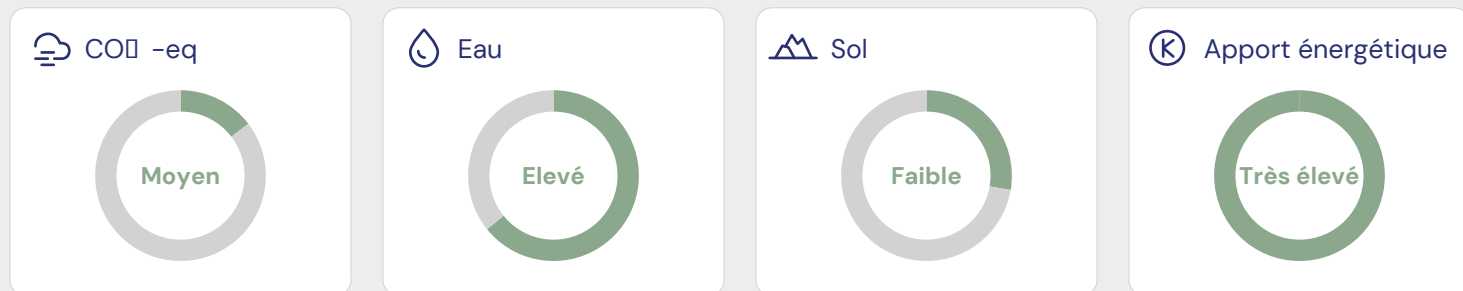 CO▯ -eq
Eau
Sol
Apport énergétique
Moyen
Elevé
Faible
Très élevé